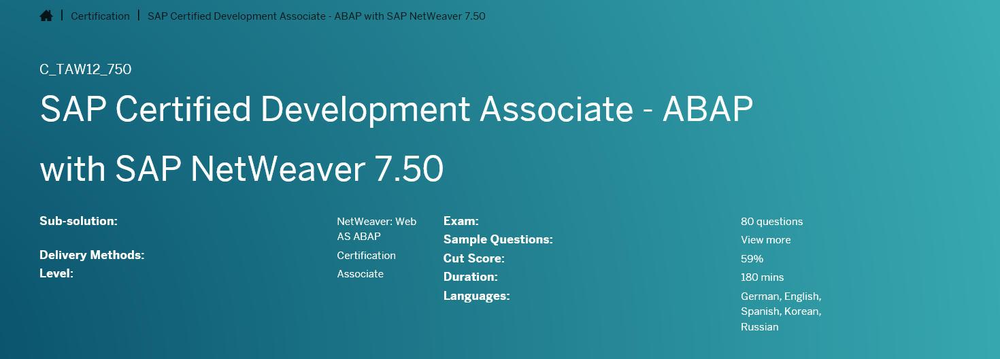 Certification | SAP Certified Development Associate - ABAP with SAP NetWeaver 7.50
C_TAW12_750
SAP Certified Development Associate - ABAP
with SAP NetWeaver 7.50
Sub-solution:
NetWeaver: Web
AS ABAP
Delivery Methods:
Certification
Level:
Associate
Exam:
80 questions
Sample Questions:
View more
Cut Score:
59%
Duration:
180 mins
Languages:
German, English,
Spanish, Korean,
Russian